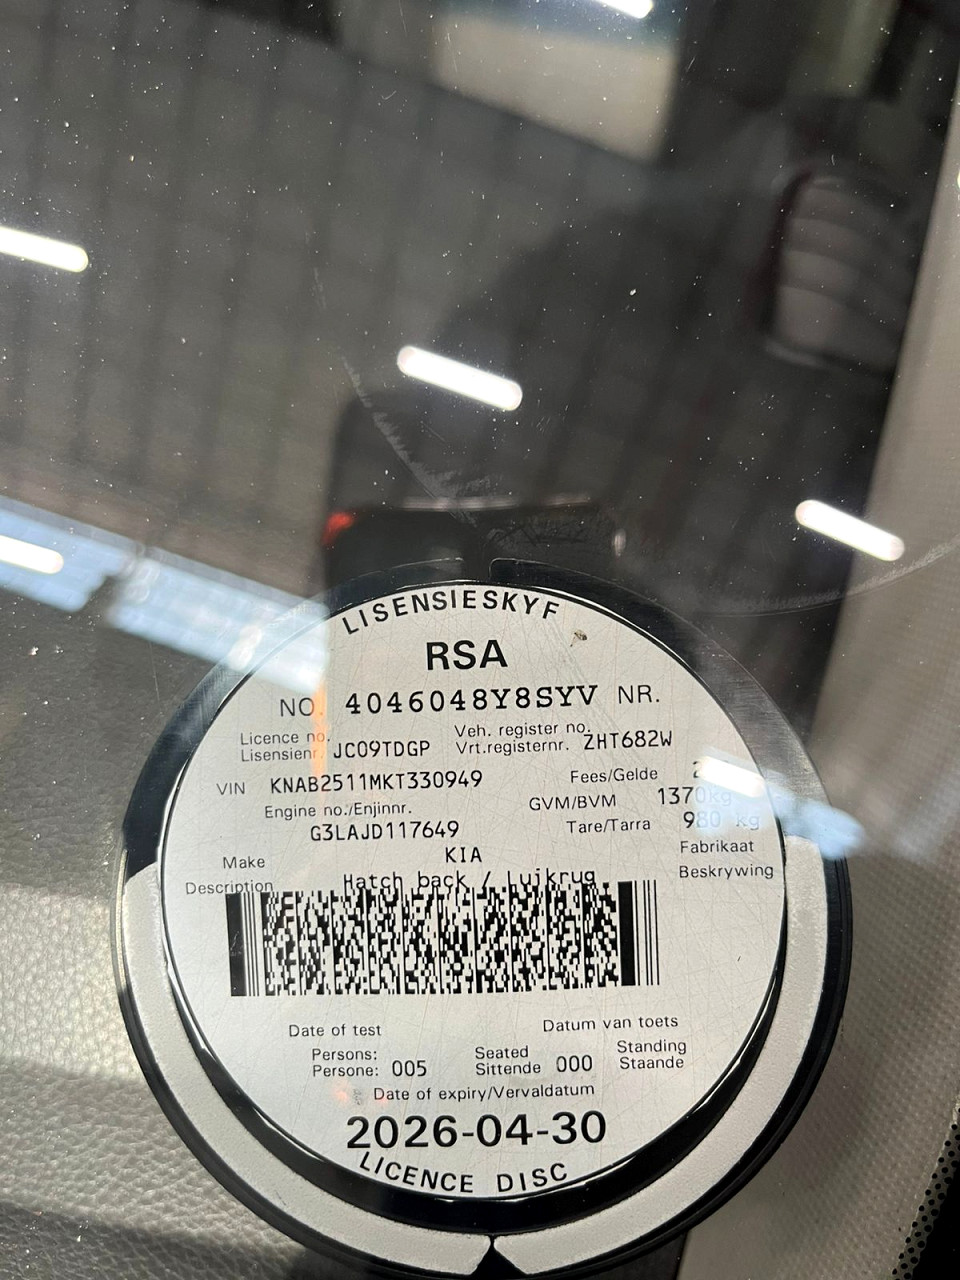 LISENSIESKYF
RSA
NO. 4046048Y8SYV NR.
Licence no. Veh. register no.
Lisensienr. JC09TDGP Vrt.registernr. ZHT682W
VIN KNAB2511MKT330949 Fees/Gelde
Engine no./Enjinnr. GVM/BVM 1370kg
G3LAJD117649 Tare/Tarra 980 kg
Make KIA Fabrikaat
Description Hatch back / Luikrug Beskrywing
Date of test Datum van toets
Persons: Seated Standing
Persone: 005 Sittende 000 Staande
Date of expiry/Vervaldatum
2026-04-30
LICENCE DISC